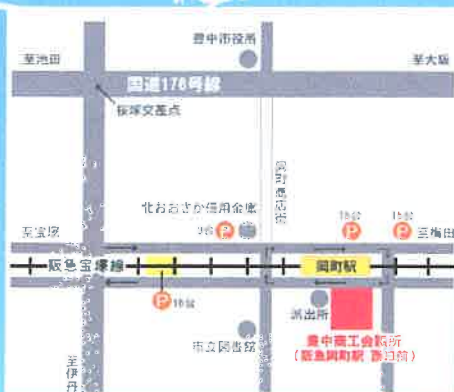 豊中市役所
至池田
至大阪
国道176号線
桜塚交差点
岡町商店街
北おおさか信用金庫
P
9台
15台
P
15台
P
至宝塚
至梅田
阪急宝塚線
岡町駅
P
16台
派出所
市立図書館
豊中商工会議所
(阪急岡町駅 西口前)
至伊丹